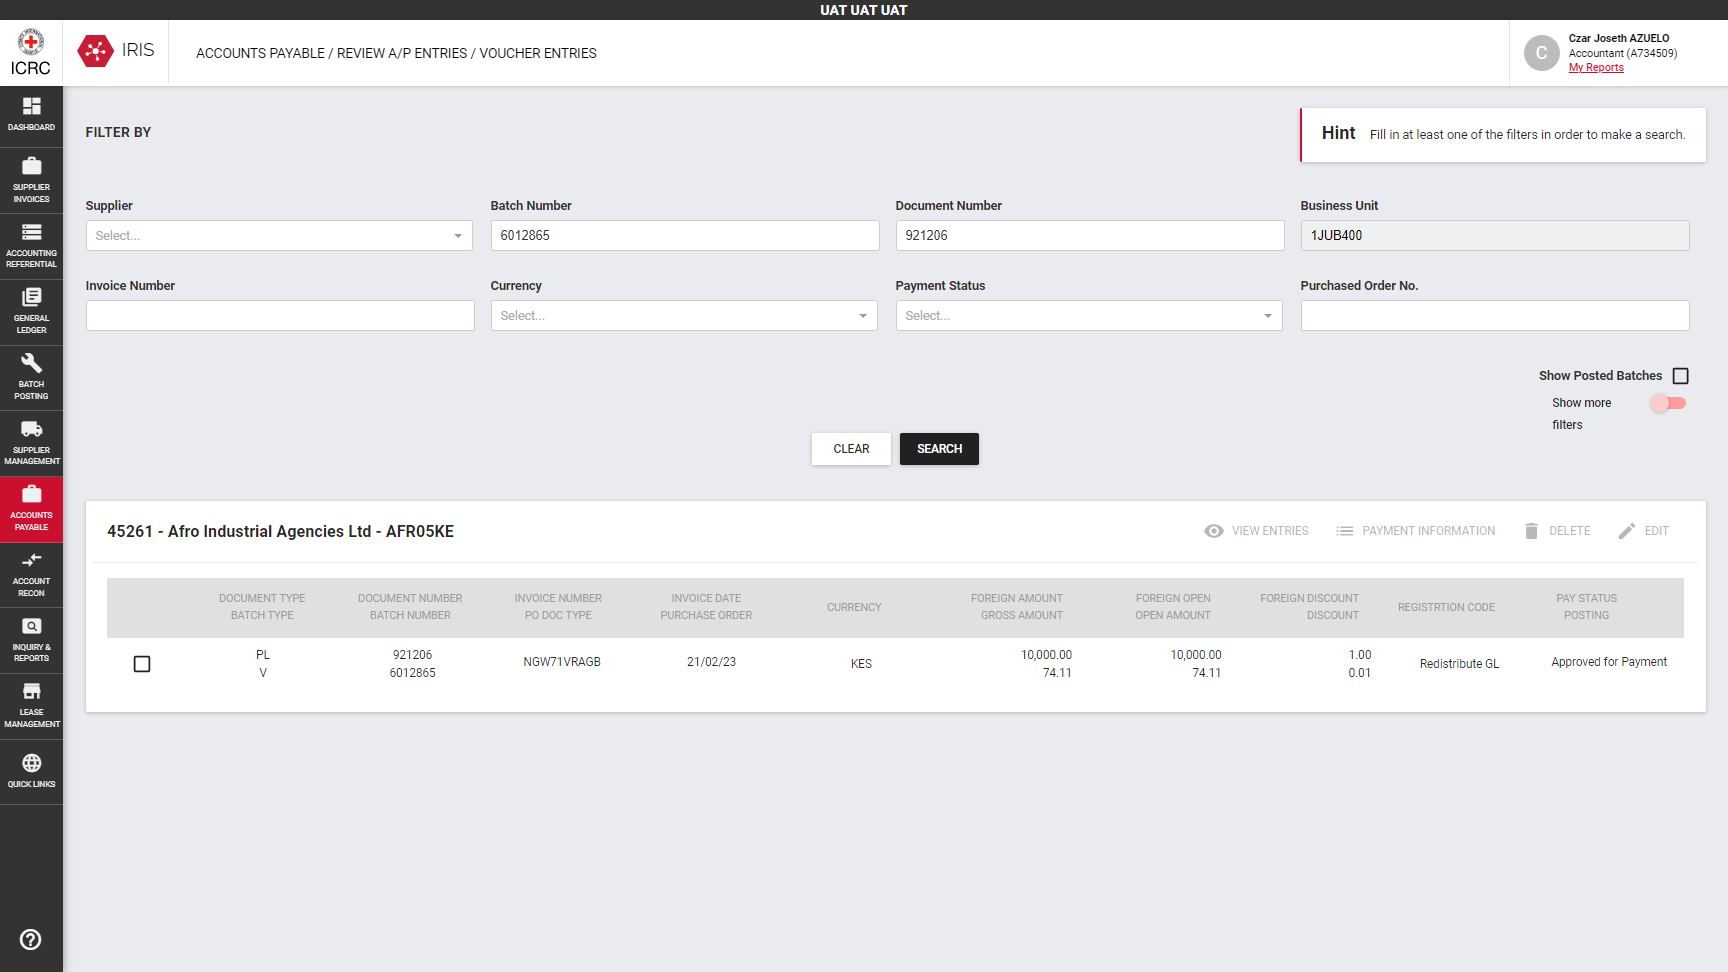 UAT UAT UAT
ICRC
IRIS
ACCOUNTS PAYABLE / REVIEW A/P ENTRIES / VOUCHER ENTRIES
C
Czar Joseth AZUELO
Accountant (A734509)
My Reports
DASHBOARD
SUPPLIER
INVOICES
ACCOUNTING
REFERENTIAL
GENERAL
LEDGER
BATCH
POSTING
SUPPLIER
MANAGEMENT
ACCOUNTS
PAYABLE
ACCOUNT
RECON
INQUIRY &
REPORTS
LEASE
MANAGEMENT
QUICK LINKS
FILTER BY
Hint Fill in at least one of the filters in order to make a search.
Supplier Batch Number Document Number Business Unit
Select... 6012865 921206 1JUB400
Invoice Number Currency Payment Status Purchased Order No.
Select... Select...
Show Posted Batches
Show more
filters
CLEAR SEARCH
45261 - Afro Industrial Agencies Ltd - AFR05KE VIEW ENTRIES PAYMENT INFORMATION DELETE EDIT
DOCUMENT TYPE DOCUMENT NUMBER INVOICE NUMBER INVOICE DATE CURRENCY FOREIGN AMOUNT FOREIGN OPEN FOREIGN DISCOUNT REGISTRTION CODE PAY STATUS
BATCH TYPE BATCH NUMBER PO DOC TYPE PURCHASE ORDER GROSS AMOUNT OPEN AMOUNT DISCOUNT POSTING
PL 921206 NGW71VRAGB 21/02/23 KES 10,000.00 10,000.00 1.00 Redistribute GL Approved for Payment
V 6012865 74.11 74.11 0.01